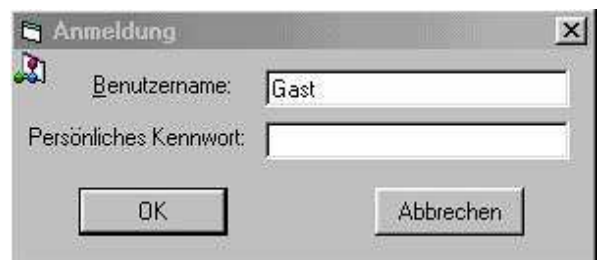 Anmeldung
Benutzername: Gast
Persönliches Kennwort:
OK Abbrechen